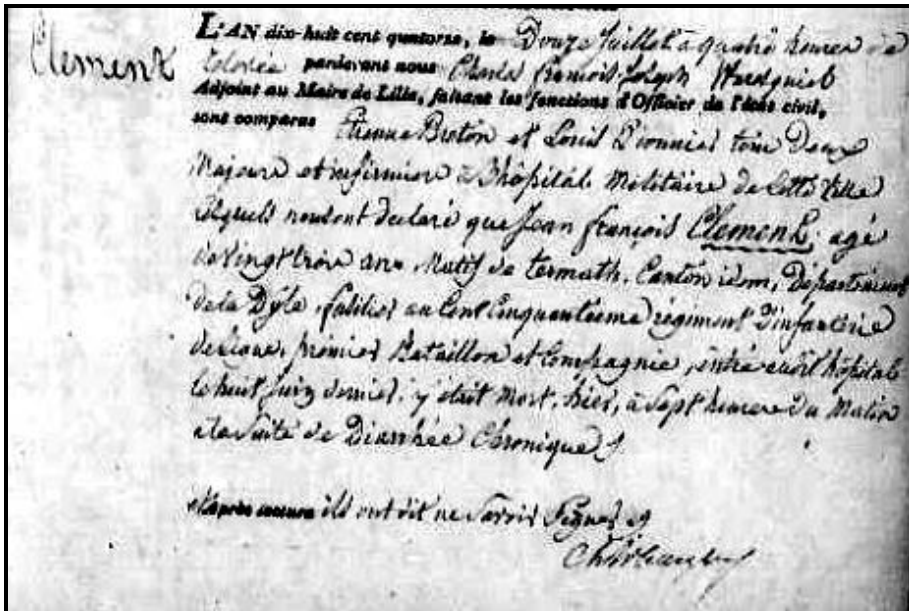 Clement
L'AN dix-huit cent quatorze, le Douze Juillet à quatre heures de
relevée pardevant nous Charles François Joseph
Adjoint au Maire de Lille, faisant les fonctions d'Officier de l'état civil,
sont comparus Etienne Breton et Louis Pionnier tous Deux
Majeurs et infirmiers à l'hôpital Militaire de Cette Ville
lesquels nous ont déclaré que Jean françois Clement, agé
de Vingt trois ans Natif de termath, Canton idem, Département
de la Dyle, fusilier au Cent Cinquantième régiment D'infanterie
de Ligne, premier Bataillon et Compagnie, entré audit hôpital
le huit Juin dernier, y était Mort, hier, à Sept heures du Matin
à la Suite de Diarrhée Chronique
et après lecture ils ont dit ne Savoir Signer